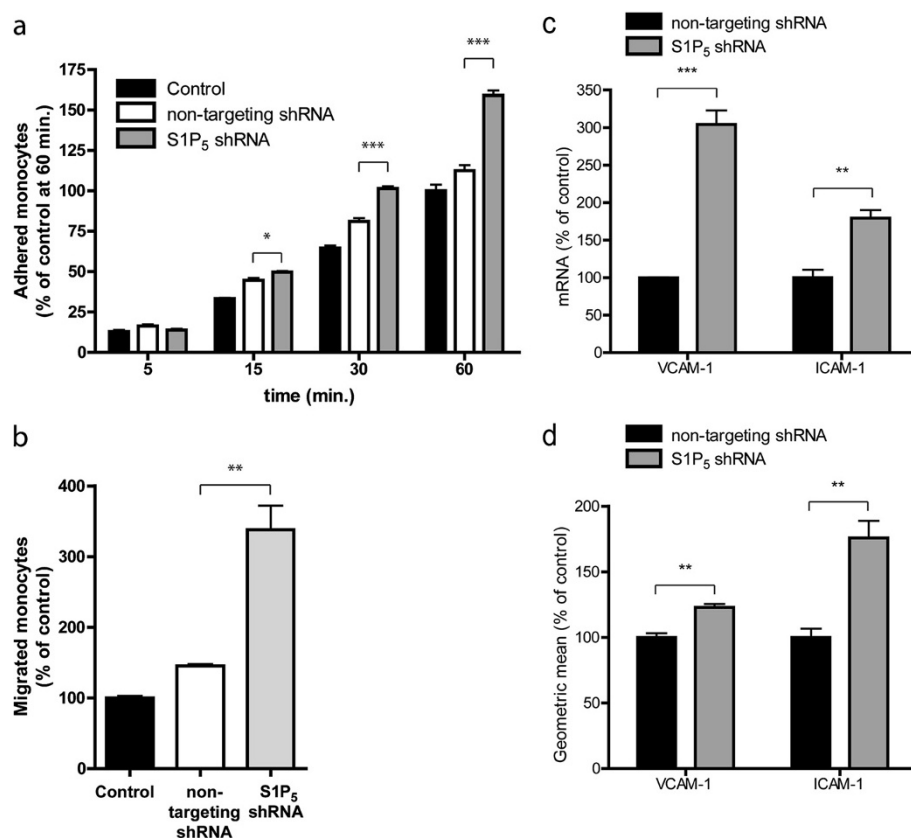 a
Adhered monocytes
(% of control at 60 min.)
175
150
125
100
75
50
25
0
Control
non-targeting shRNA
S1P₅ shRNA
*
***
***
5
15
30
60
time (min.)
b
Migrated monocytes
(% of control)
400
300
200
100
0
**
Control
non-
targeting
shRNA
S1P₅
shRNA
c
non-targeting shRNA
S1P₅ shRNA
mRNA (% of control)
350
300
250
200
150
100
50
0
***
**
VCAM-1
ICAM-1
d
non-targeting shRNA
S1P₅ shRNA
Geometric mean (% of control)
200
150
100
50
0
**
**
VCAM-1
ICAM-1